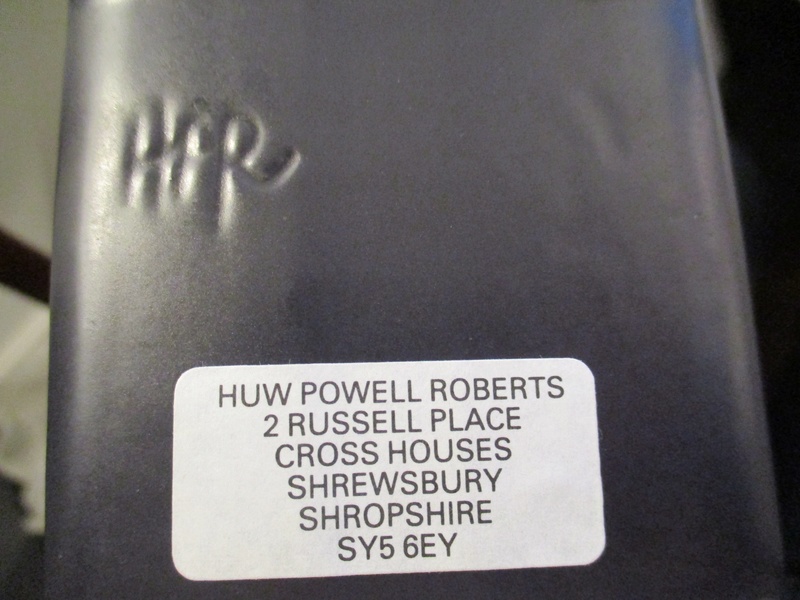 HPR
HUW POWELL ROBERTS
2 RUSSELL PLACE
CROSS HOUSES
SHREWSBURY
SHROPSHIRE
SY5 6EY